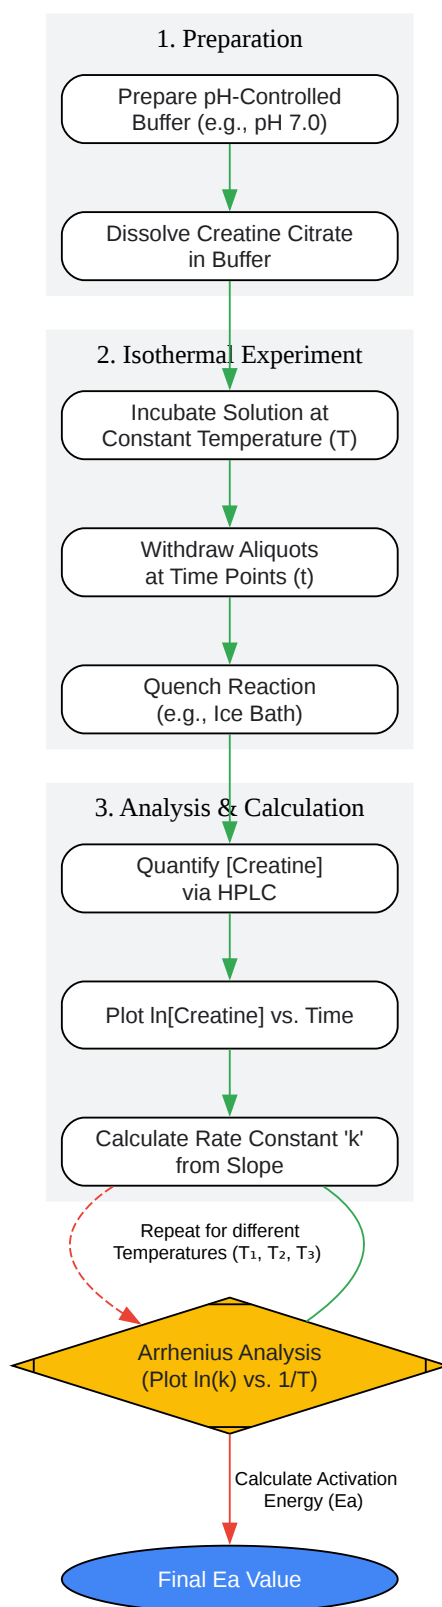 1. Preparation
Prepare pH-Controlled
Buffer (e.g., pH 7.0)
Dissolve Creatine Citrate
in Buffer
2. Isothermal Experiment
Incubate Solution at
Constant Temperature (T)
Withdraw Aliquots
at Time Points (t)
Quench Reaction
(e.g., Ice Bath)
3. Analysis & Calculation
Quantify [Creatine]
via HPLC
Plot ln[Creatine] vs. Time
Calculate Rate Constant 'k'
from Slope
Repeat for different
Temperatures (T₁, T₂, T₃)
Arrhenius Analysis
(Plot ln(k) vs. 1/T)
Calculate Activation
Energy (Ea)
Final Ea Value